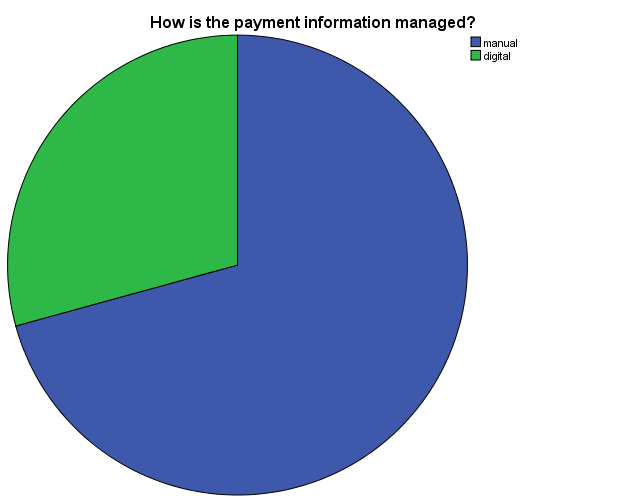 How is the payment information managed?
manual
digital